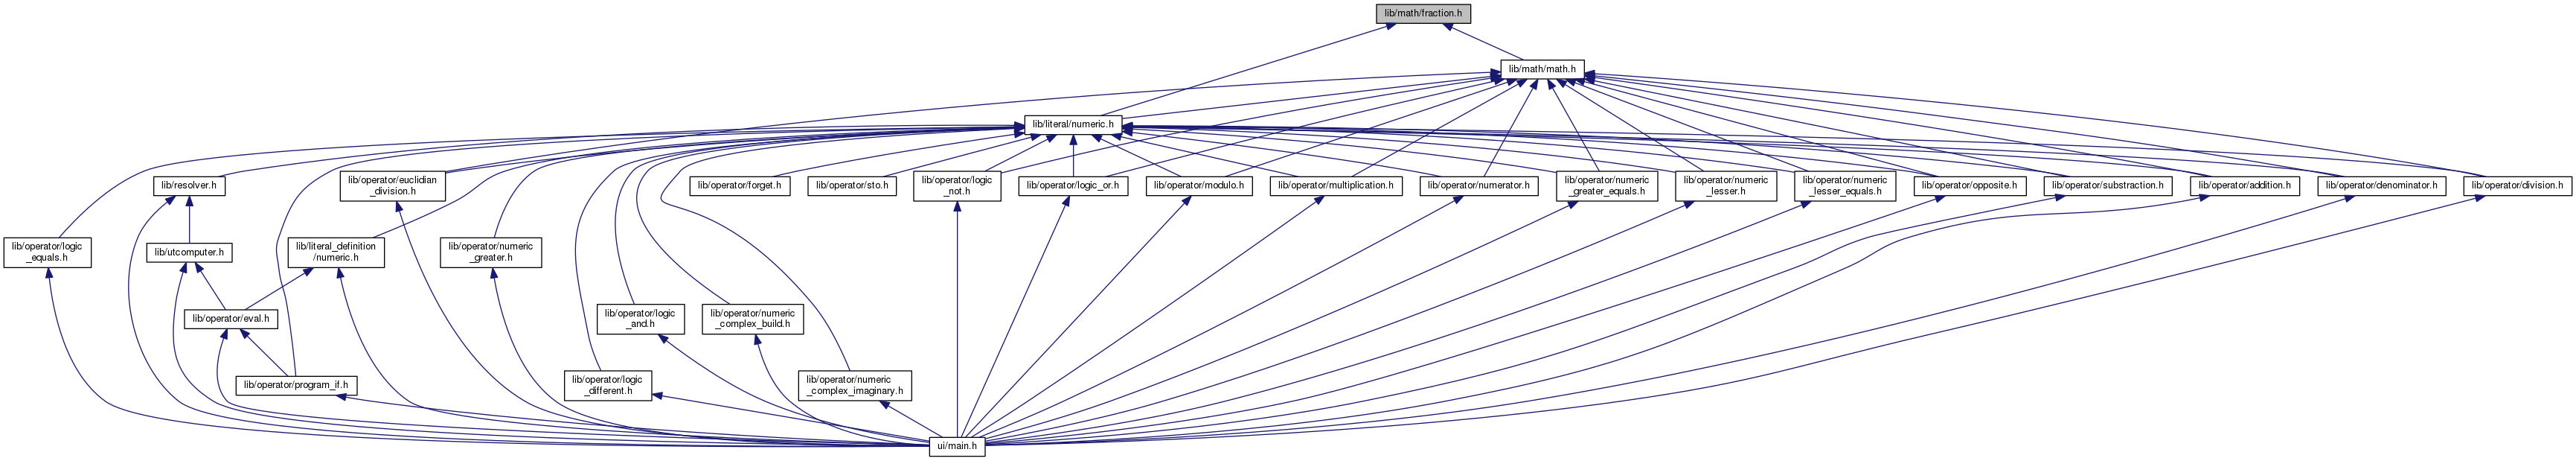 lib/math/fraction.h
lib/math/math.h
lib/literal/numeric.h
lib/resolver.h
lib/operator/euclidian
_division.h
lib/operator/forget.h
lib/operator/sto.h
lib/operator/logic
_not.h
lib/operator/logic_or.h
lib/operator/modulo.h
lib/operator/multiplication.h
lib/operator/numerator.h
lib/operator/numeric
_greater_equals.h
lib/operator/numeric
_lesser.h
lib/operator/numeric
_lesser_equals.h
lib/operator/opposite.h
lib/operator/substraction.h
lib/operator/addition.h
lib/operator/denominator.h
lib/operator/division.h
lib/operator/logic
_equals.h
lib/utcomputer.h
lib/literal_definition
/numeric.h
lib/operator/numeric
_greater.h
lib/operator/eval.h
lib/operator/logic
_and.h
lib/operator/numeric
_complex_build.h
lib/operator/program_if.h
lib/operator/logic
_different.h
lib/operator/numeric
_complex_imaginary.h
ui/main.h